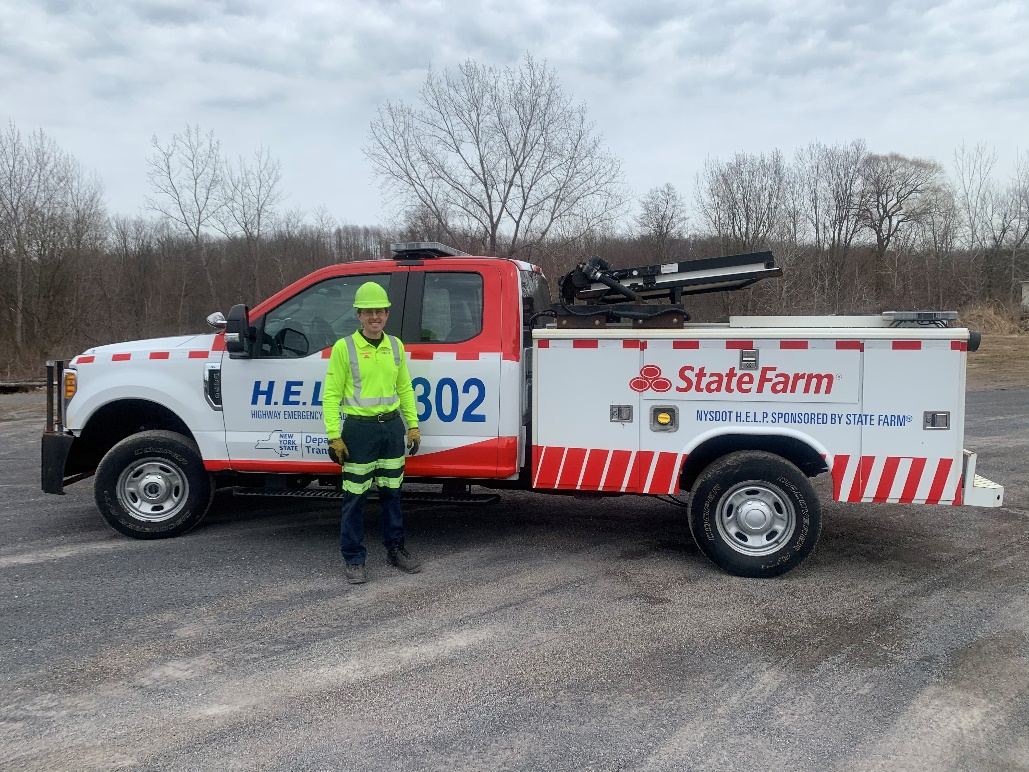 H.E.L
302
HIGHWAY EMERGENCY
NEW
YORK
STATE
Depa
Trans
StateFarm®
NYSDOT H.E.L.P. SPONSORED BY STATE FARM®